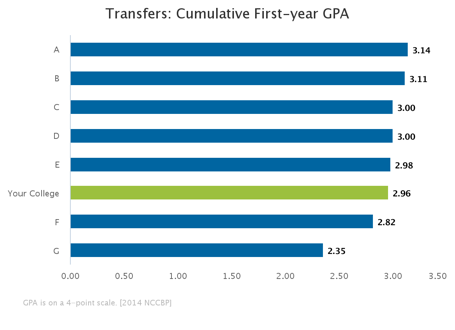 Transfers: Cumulative First-year GPA
A 3.14
B 3.11
C 3.00
D 3.00
E 2.98
Your College 2.96
F 2.82
G 2.35
0.00 0.50 1.00 1.50 2.00 2.50 3.00 3.50
GPA is on a 4-point scale. [2014 NCCBP]